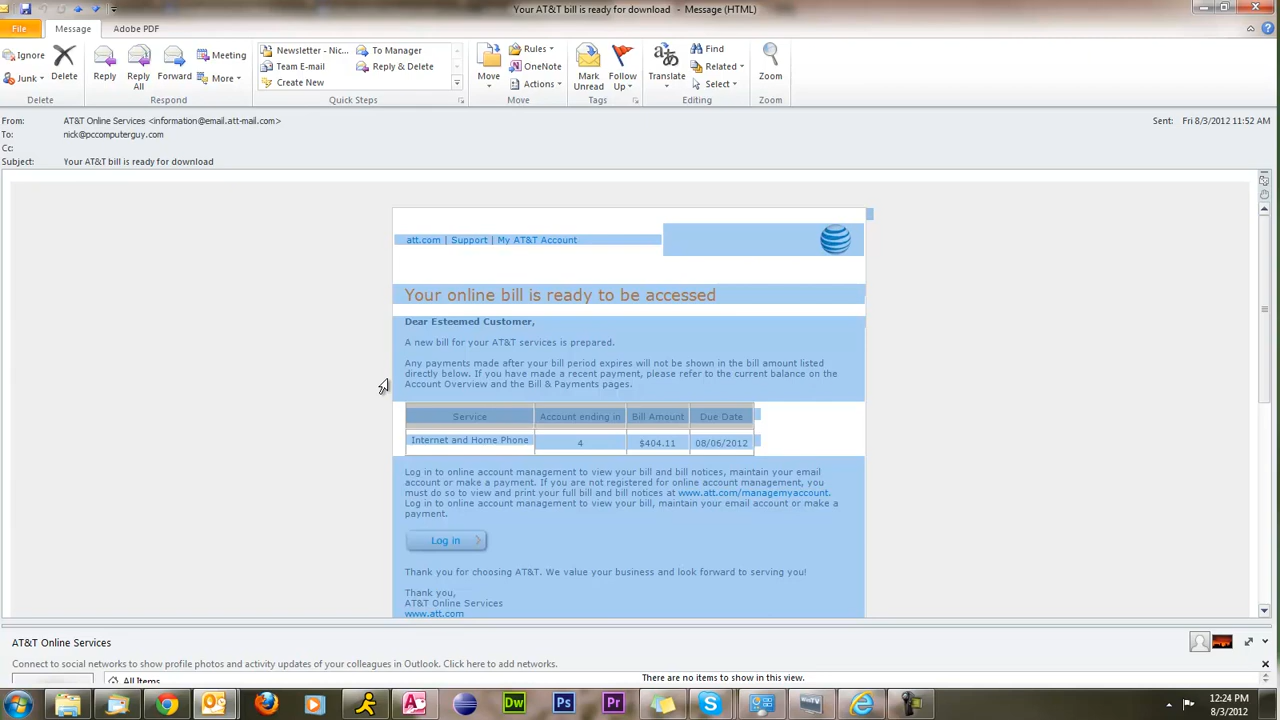 Your AT&T bill is ready for download - Message (HTML)
File Message Adobe PDF
Ignore
Junk
Delete
Delete
Reply
Reply All
Forward
Meeting
More
Respond
Newsletter - Nic...
To Manager
Team E-mail
Reply & Delete
Create New
Quick Steps
Move
Rules
OneNote
Actions
Move
Mark Unread
Follow Up
Tags
Translate
Find
Related
Select
Editing
Zoom
Zoom
From: AT&T Online Services <information@email.att-mail.com>
Sent: Fri 8/3/2012 11:52 AM
To: nick@pccomputerguy.com
Cc:
Subject: Your AT&T bill is ready for download
att.com | Support | My AT&T Account
Your online bill is ready to be accessed
Dear Esteemed Customer,
A new bill for your AT&T services is prepared.
Any payments made after your bill period expires will not be shown in the bill amount listed
directly below. If you have made a recent payment, please refer to the current balance on the
Account Overview and the Bill & Payments pages.
Service Account ending in Bill Amount Due Date
Internet and Home Phone 4 $404.11 08/06/2012
Log in to online account management to view your bill and bill notices, maintain your email
account or make a payment. If you are not registered for online account management, you
must do so to view and print your full bill and bill notices at www.att.com/managemyaccount.
Log in to online account management to view your bill, maintain your email account or make a
payment.
Log in
Thank you for choosing AT&T. We value your business and look forward to serving you!
Thank you,
AT&T Online Services
www.att.com
AT&T Online Services
Connect to social networks to show profile photos and activity updates of your colleagues in Outlook. Click here to add networks.
All Items
There are no items to show in this view.
Dw Ps Pr
WinTV
12:24 PM
8/3/2012